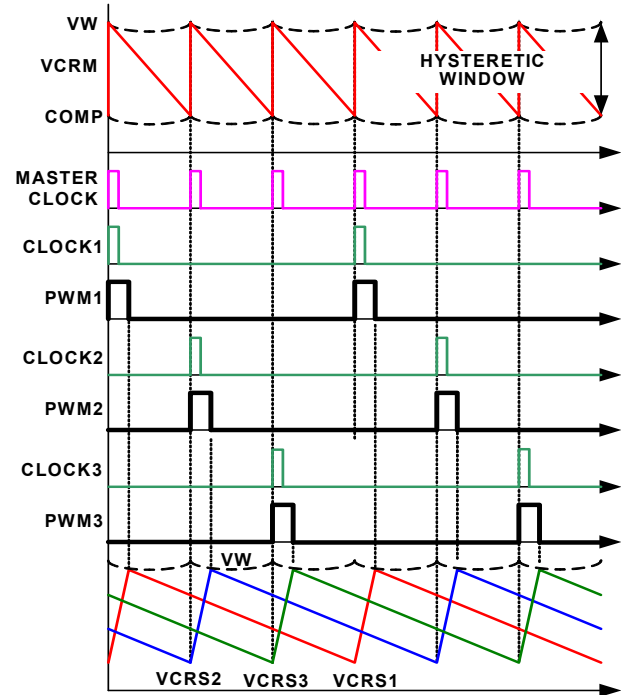 VW
VCRM
HYSTERETIC
WINDOW
COMP
MASTER
CLOCK
CLOCK1
PWM1
CLOCK2
PWM2
CLOCK3
PWM3
VW
VCRS2 VCRS3 VCRS1